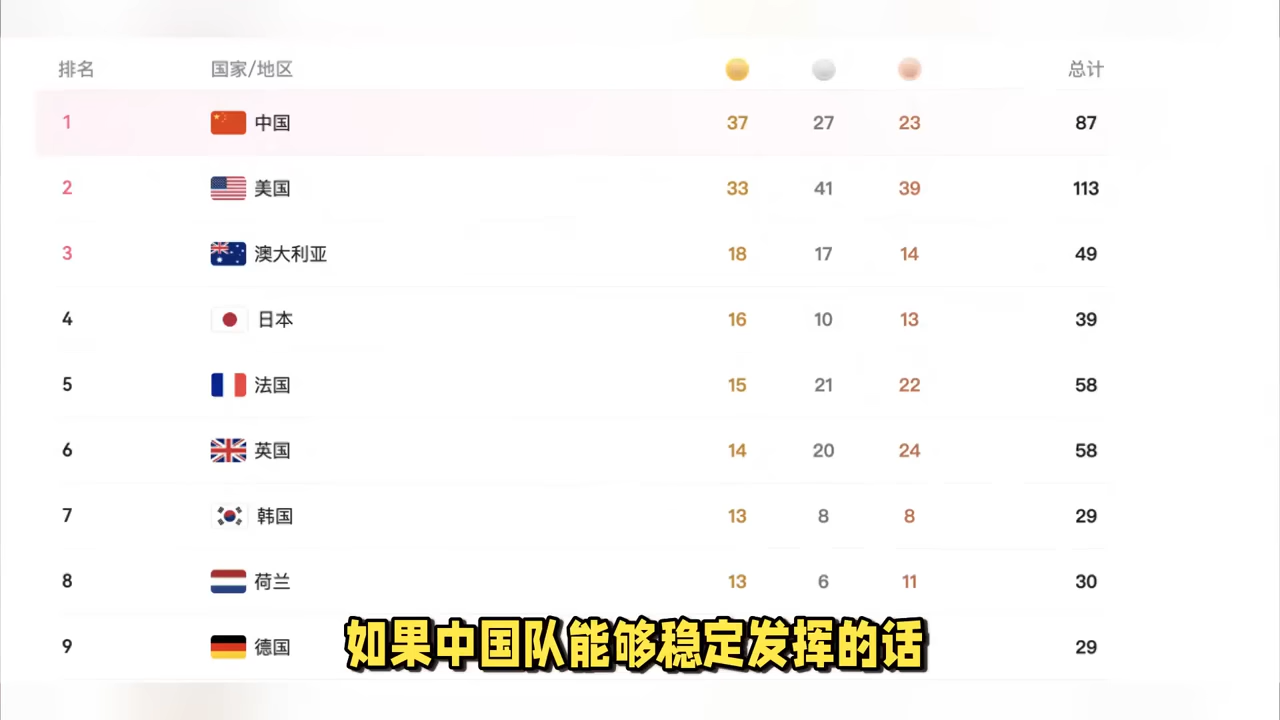 排名 国家/地区 总计
1 中国 37 27 23 87
2 美国 33 41 39 113
3 澳大利亚 18 17 14 49
4 日本 16 10 13 39
5 法国 15 21 22 58
6 英国 14 20 24 58
7 韩国 13 8 8 29
8 荷兰 13 6 11 30
9 德国 29
如果中国队能够稳定发挥的话